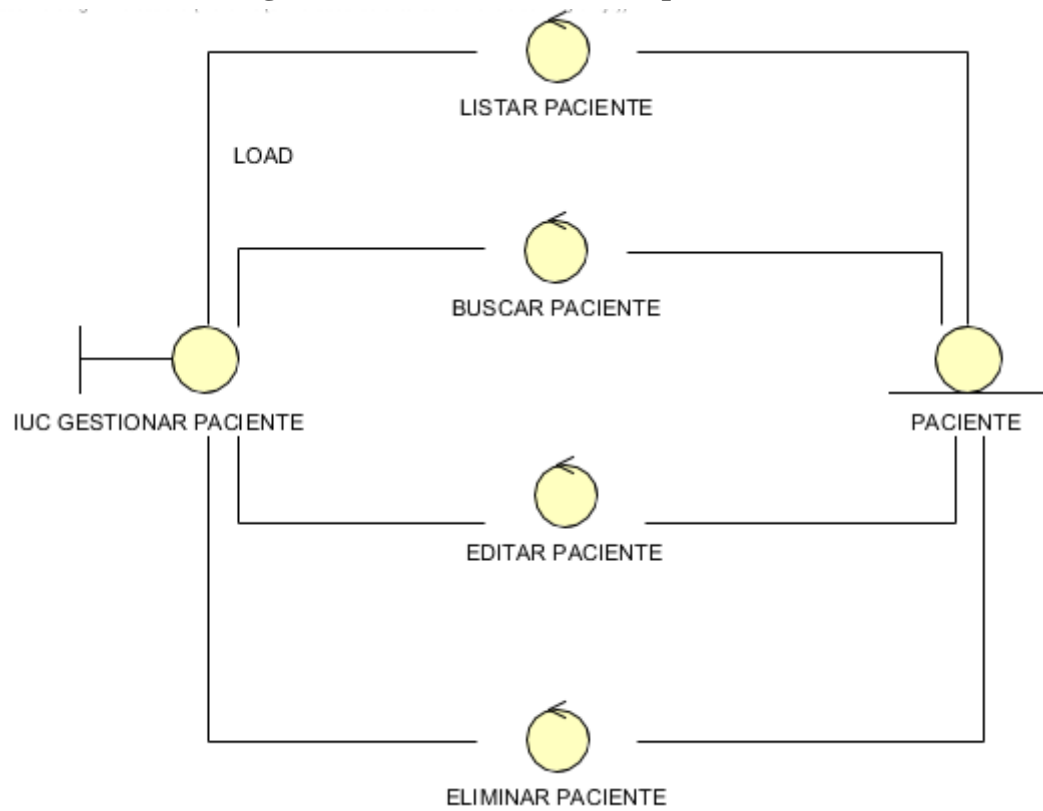 LISTAR PACIENTE
LOAD
BUSCAR PACIENTE
IUC GESTIONAR PACIENTE
PACIENTE
EDITAR PACIENTE
ELIMINAR PACIENTE